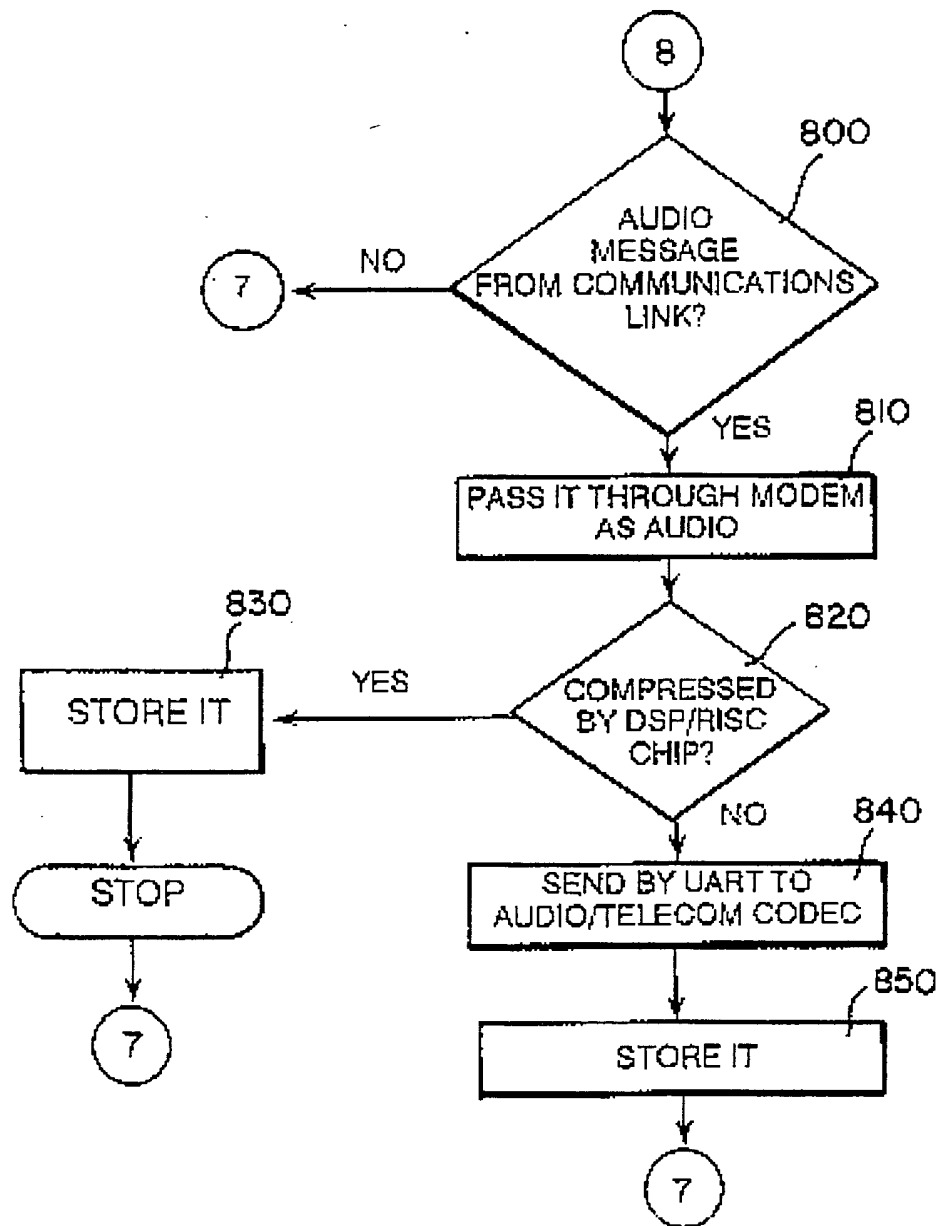 8
800
AUDIO
MESSAGE
FROM COMMUNICATIONS
LINK?
NO
7
YES
810
PASS IT THROUGH MODEM
AS AUDIO
820
COMPRESSED
BY DSP/RISC
CHIP?
YES
830
STORE IT
STOP
7
NO
840
SEND BY UART TO
AUDIO/TELECOM CODEC
850
STORE IT
7